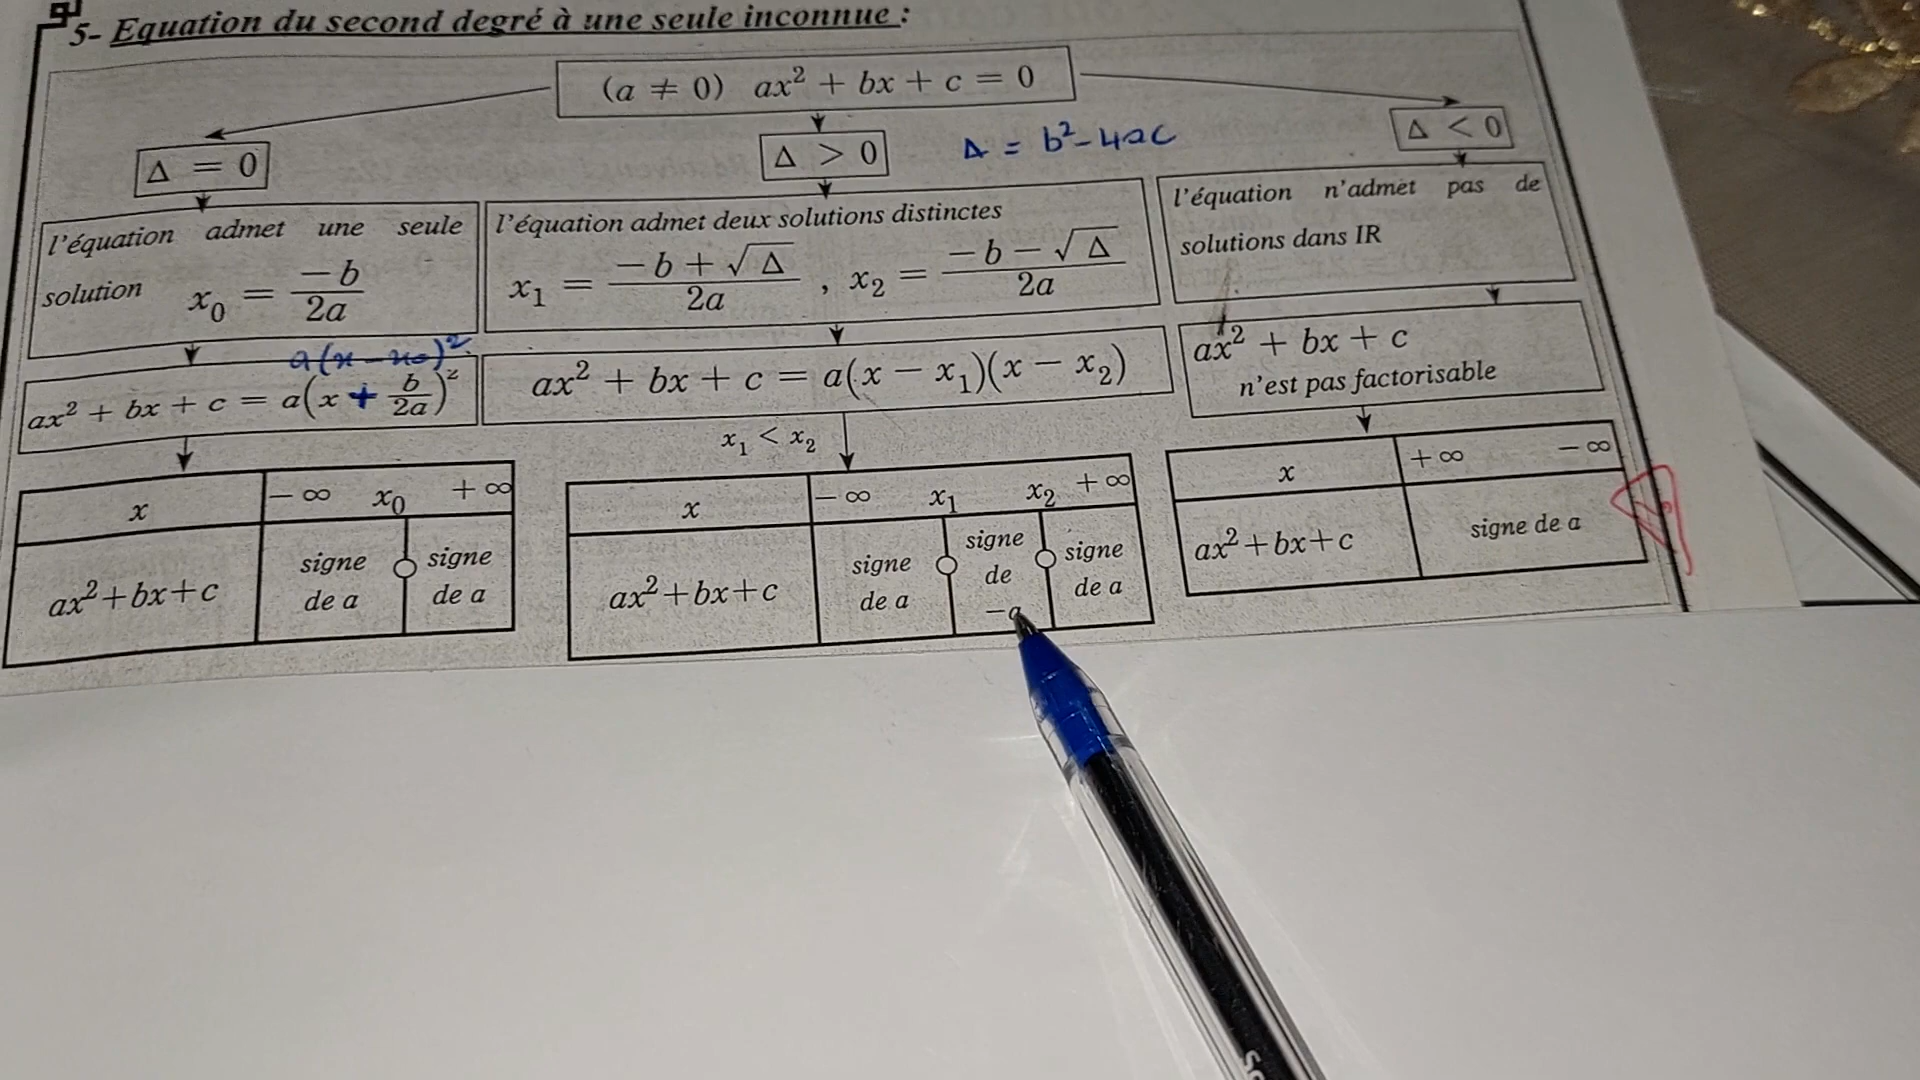 5- Equation du second degré à une seule inconnue :
(a ≠ 0) ax² + bx + c = 0
Δ = 0
Δ > 0
Δ = b² - 4ac
Δ < 0
l'équation admet une seule
solution x₀ = -b/2a
l'équation admet deux solutions distinctes
x₁ = (-b + √Δ)/2a , x₂ = (-b - √Δ)/2a
l'équation n'admet pas de
solutions dans IR
a(x - x₀)²
ax² + bx + c = a(x + b/2a)²
ax² + bx + c = a(x - x₁)(x - x₂)
ax² + bx + c
n'est pas factorisable
x₁ < x₂
x -∞ x₀ +∞
ax² + bx + c
signe
de a
signe
de a
x -∞ x₁ x₂ +∞
ax² + bx + c
signe
de a
signe
de
-a
signe
de a
x +∞ -∞
ax² + bx + c
signe de a